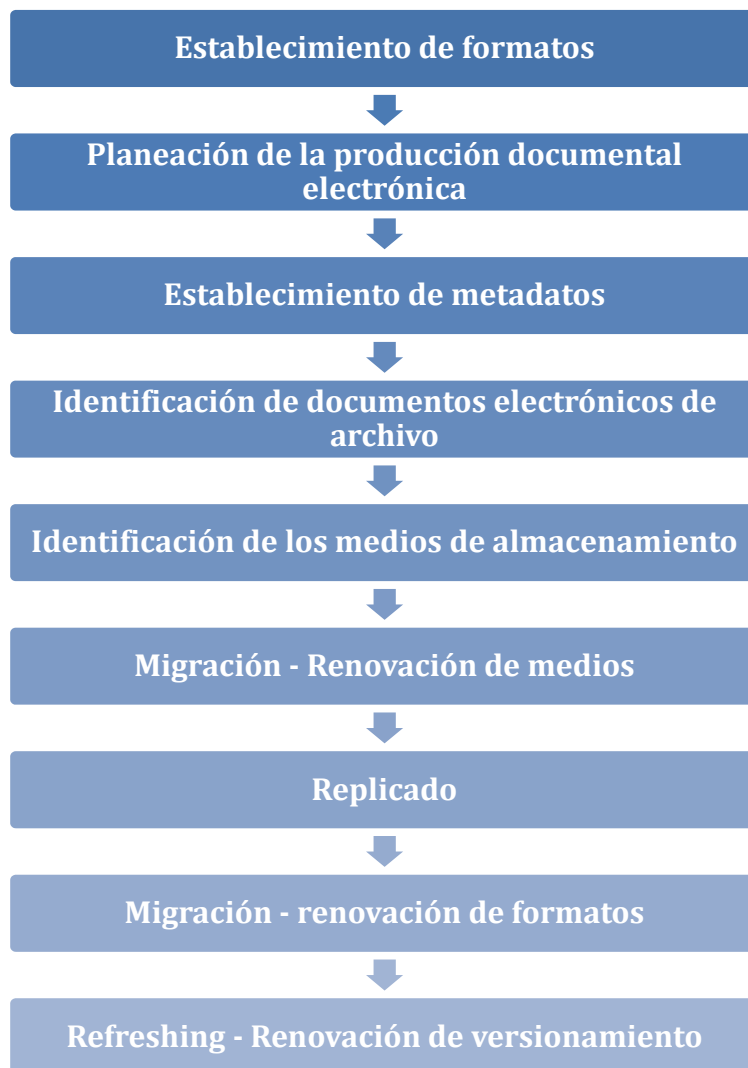 Establecimiento de formatos
Planeación de la producción documental
electrónica
Establecimiento de metadatos
Identificación de documentos electrónicos de
archivo
Identificación de los medios de almacenamiento
Migración - Renovación de medios
Replicado
Migración - renovación de formatos
Refreshing - Renovación de versionamiento